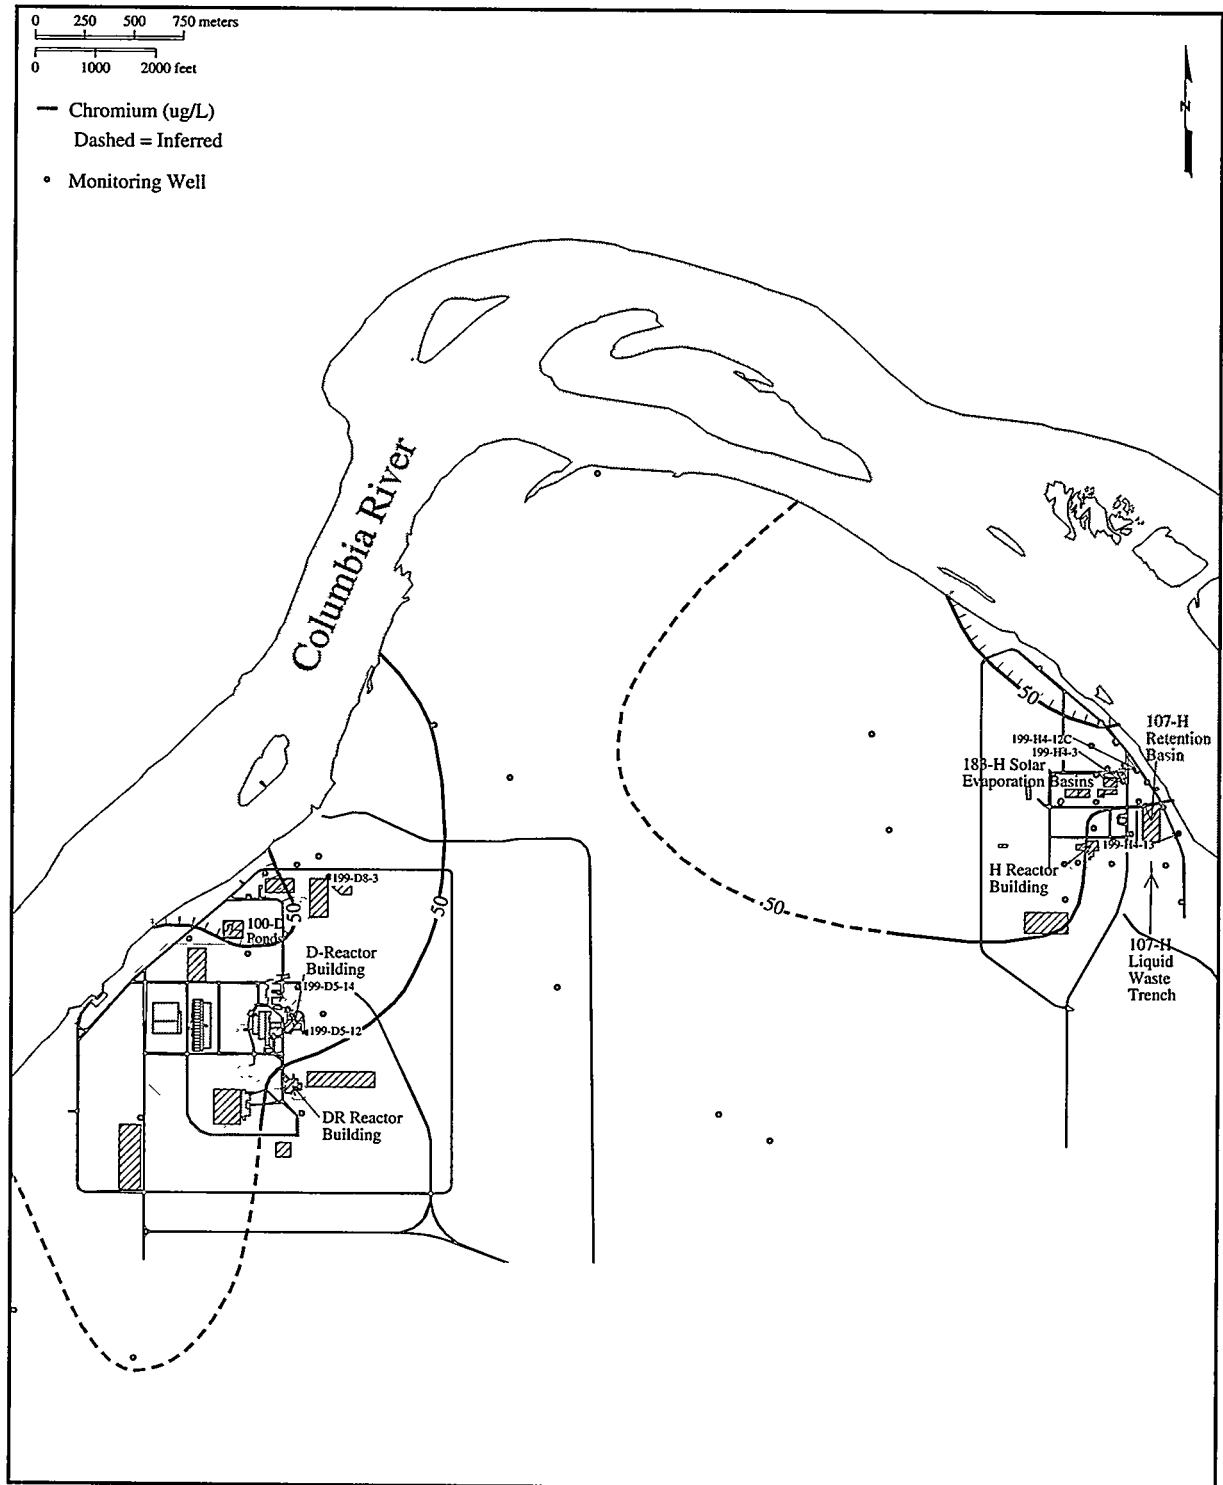 0 250 500 750 meters
0 1000 2000 feet
Chromium (ug/L)
Dashed = Inferred
Monitoring Well
N
Columbia River
50
107-H
Retention
Basin
199-H4-12C
199-H4-3
183-H Solar
Evaporation Basins
199-H4-13
H Reactor
Building
107-H
Liquid
Waste
Trench
50
199-D8-3
50
50
100-D
Ponds
D-Reactor
Building
199-D5-14
199-D5-12
DR Reactor
Building